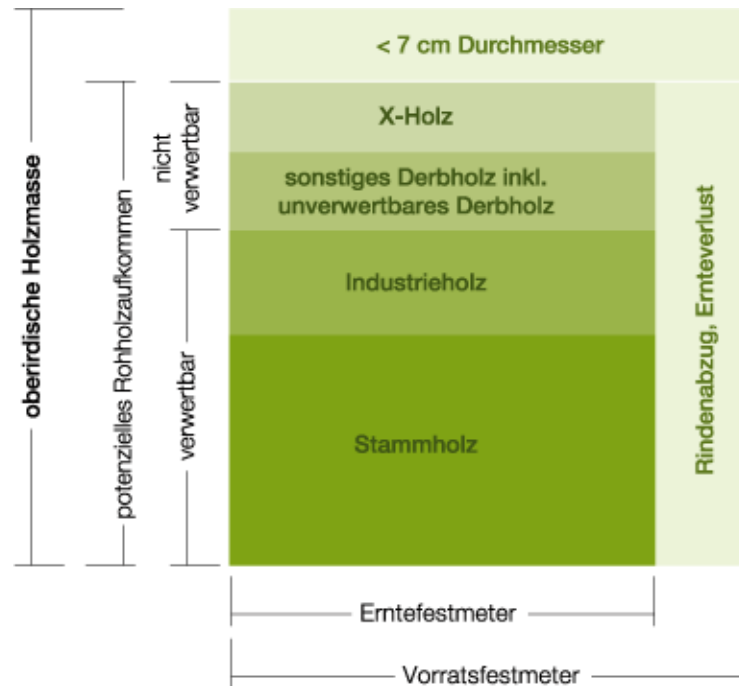 < 7 cm Durchmesser
X-Holz
sonstiges Derbholz inkl.
unverwertbares Derbholz
Industrieholz
Stammholz
Rindenabzug, Ernteverlust
oberirdische Holzmasse
potenzielles Rohholzaufkommen
nicht
verwertbar
verwertbar
Erntefestmeter
Vorratsfestmeter